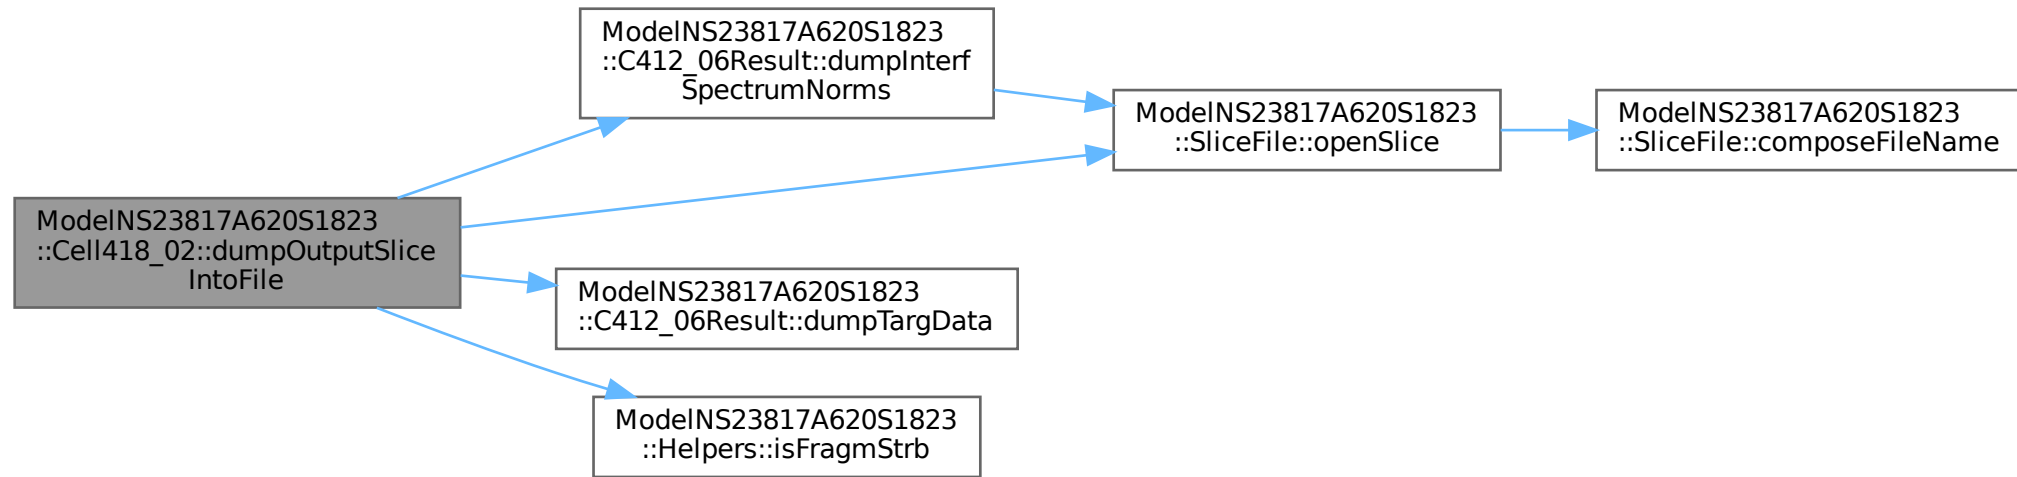 ModelNS23817A620S1823
::Cell418_02::dumpOutputSlice
IntoFile
ModelNS23817A620S1823
::C412_06Result::dumpInterf
SpectrumNorms
ModelNS23817A620S1823
::SliceFile::openSlice
ModelNS23817A620S1823
::SliceFile::composeFileName
ModelNS23817A620S1823
::C412_06Result::dumpTargData
ModelNS23817A620S1823
::Helpers::isFragmStrb